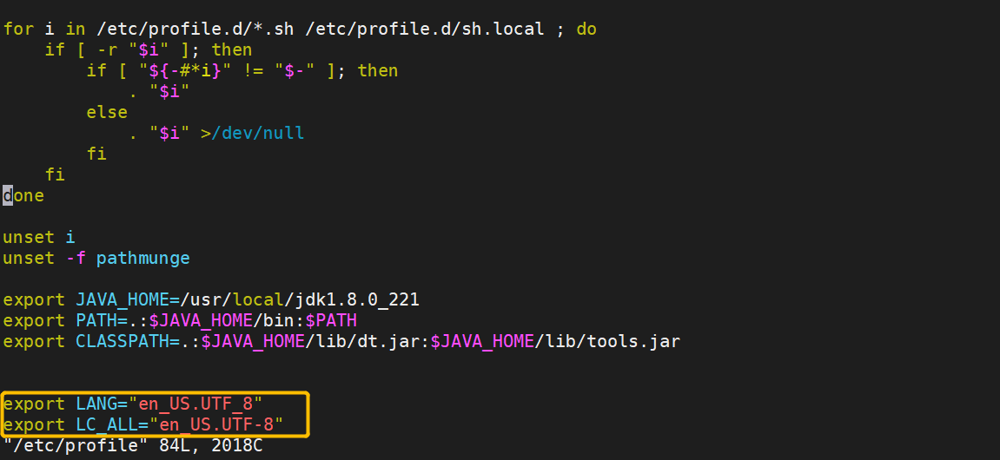 for i in /etc/profile.d/*.sh /etc/profile.d/sh.local ; do
    if [ -r "$i" ]; then
        if [ "${-#*i}" != "$-" ]; then
            . "$i"
        else
            . "$i" >/dev/null
        fi
    fi
done
unset i
unset -f pathmunge
export JAVA_HOME=/usr/local/jdk1.8.0_221
export PATH=.:$JAVA_HOME/bin:$PATH
export CLASSPATH=.:$JAVA_HOME/lib/dt.jar:$JAVA_HOME/lib/tools.jar
export LANG="en_US.UTF_8"
export LC_ALL="en_US.UTF-8"
"/etc/profile" 84L, 2018C